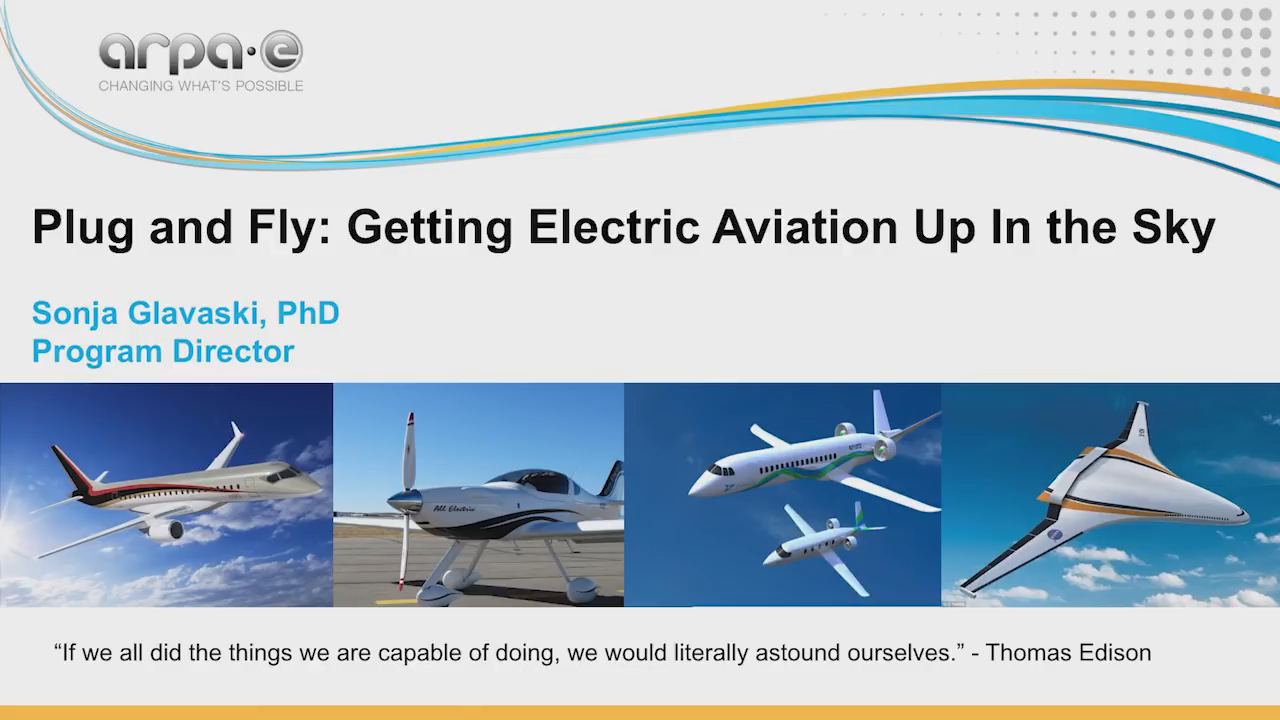 arpa·e
CHANGING WHAT'S POSSIBLE
Plug and Fly: Getting Electric Aviation Up In the Sky
Sonja Glavaski, PhD
Program Director
All Electric
“If we all did the things we are capable of doing, we would literally astound ourselves.” - Thomas Edison